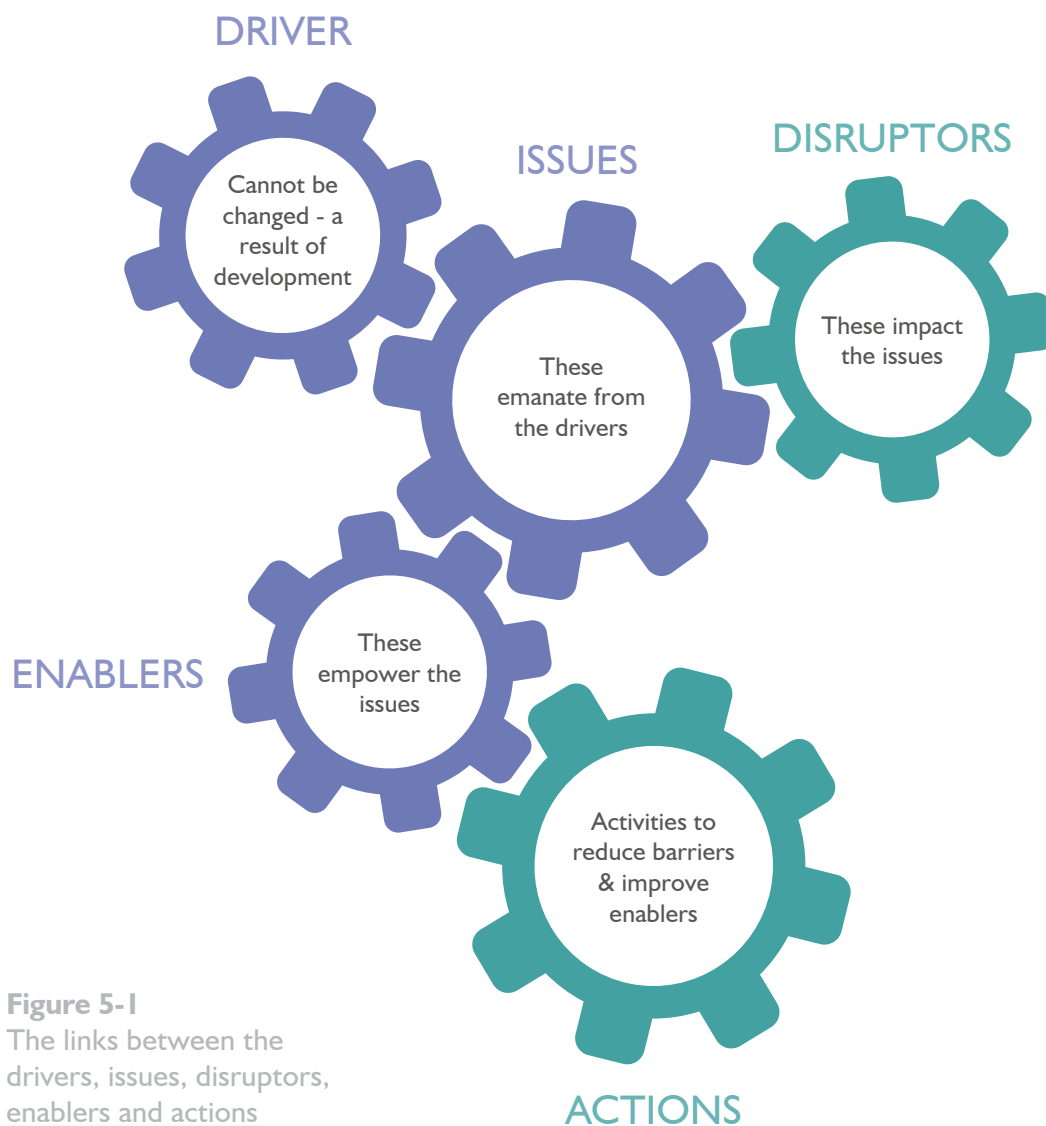 DRIVER
Cannot be
changed - a
result of
development
ISSUES
These
emanate from
the drivers
DISRUPTORS
These impact
the issues
ENABLERS
These
empower the
issues
Activities to
reduce barriers
& improve
enablers
ACTIONS
Figure 5-1
The links between the
drivers, issues, disruptors,
enablers and actions